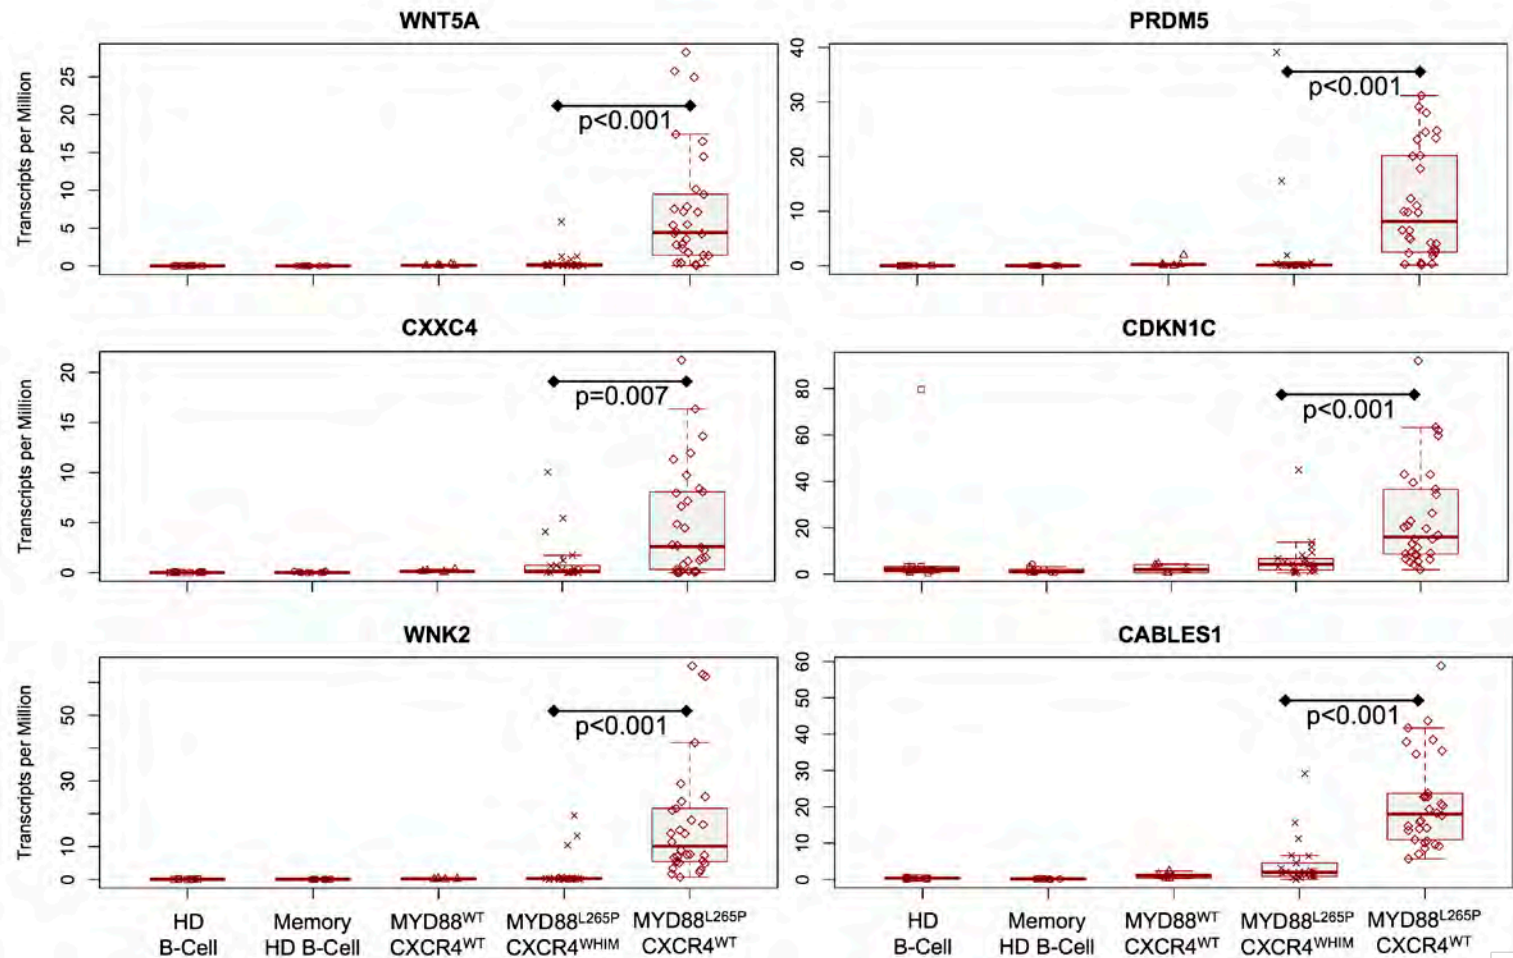 WNT5A
Transcripts per Million
0 5 10 15 20 25
p<0.001
PRDM5
0 10 20 30 40
p<0.001
CXXC4
Transcripts per Million
0 5 10 15 20
p=0.007
CDKN1C
0 20 40 60 80
p<0.001
WNK2
Transcripts per Million
0 10 30 50
p<0.001
CABLES1
0 10 20 30 40 50 60
p<0.001
HD
B-Cell
Memory
HD B-Cell
MYD88WT
CXCR4WT
MYD88L265P
CXCR4WHIM
MYD88L265P
CXCR4WT
HD
B-Cell
Memory
HD B-Cell
MYD88WT
CXCR4WT
MYD88L265P
CXCR4WHIM
MYD88L265P
CXCR4WT